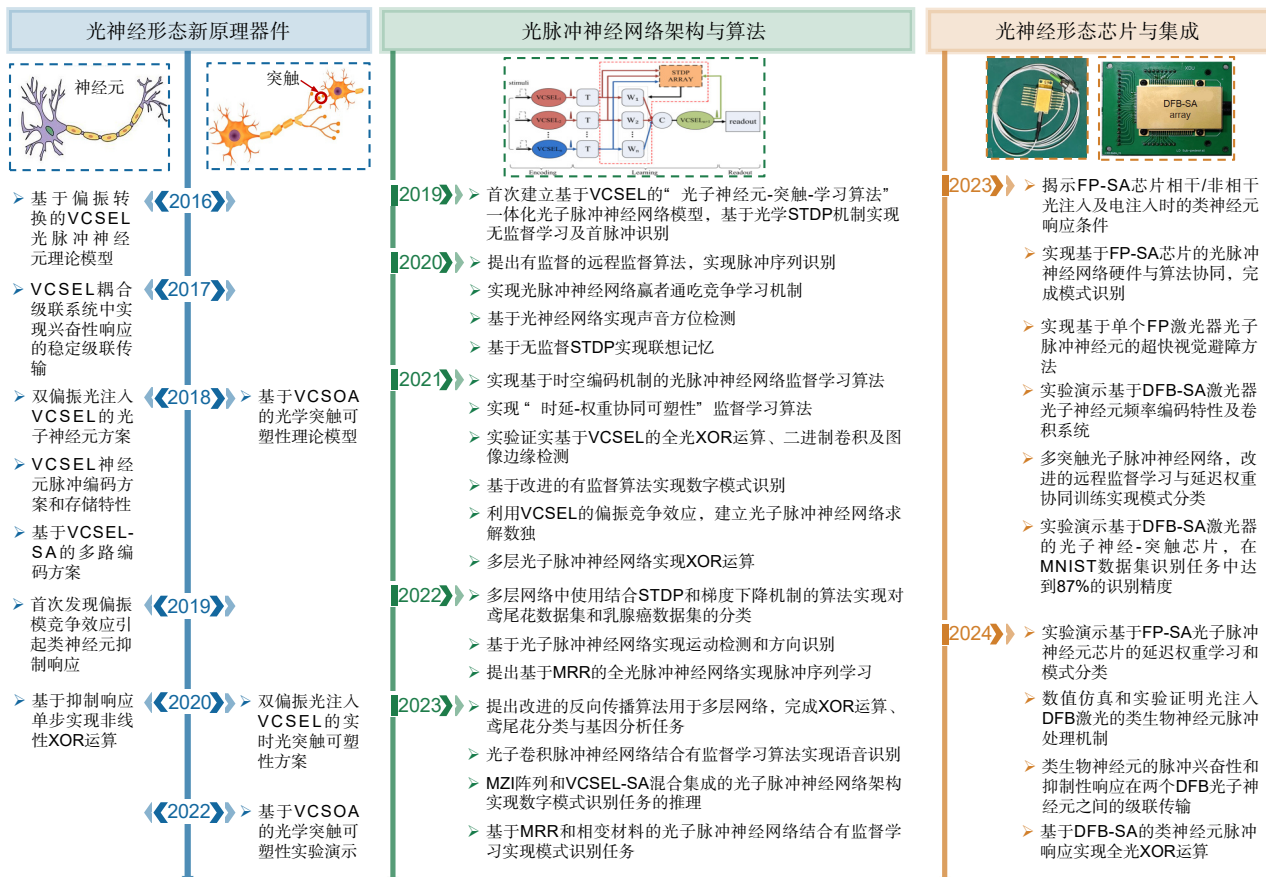 光神经形态新原理器件
神经元
突触
➢ 基于偏振转
换的VCSEL
光脉冲神经
元理论模型
2016
➢ VCSEL耦合
级联系统中实
现兴奋性响应
的稳定级联传
输
2017
➢ 双偏振光注入
VCSEL的光
子神经元方案
2018
➢ 基于VCSOA
的光学突触可
塑性理论模型
➢ VCSEL神经
元脉冲编码方
案和存储特性
➢ 基于VCSEL-
SA的多路编
码方案
➢ 首次发现偏振
模竞争效应引
起类神经元抑
制响应
2019
➢ 基于抑制响应
单步实现非线
性XOR运算
2020
➢ 双偏振光注入
VCSEL的实
时光突触可塑
性方案
2022
➢ 基于VCSOA
的光学突触可
塑性实验演示
光脉冲神经网络架构与算法
stimuli
STDP
ARRAY
VCSEL1
T
W1
VCSEL2
T
W2
C
VCSELn+1
readout
VCSELn
T
Wn
Encoding
Learning
Readout
2019
➢ 首次建立基于VCSEL的“光子神经元-突触-学习算法”
一体化光子脉冲神经网络模型，基于光学STDP机制实现
无监督学习及首脉冲识别
2020
➢ 提出有监督的远程监督算法，实现脉冲序列识别
➢ 实现光脉冲神经网络赢者通吃竞争学习机制
➢ 基于光神经网络实现声音方位检测
➢ 基于无监督STDP实现联想记忆
2021
➢ 实现基于时空编码机制的光脉冲神经网络监督学习算法
➢ 实现“时延-权重协同可塑性”监督学习算法
➢ 实验证实基于VCSEL的全光XOR运算、二进制卷积及图
像边缘检测
➢ 基于改进的有监督算法实现数字模式识别
➢ 利用VCSEL的偏振竞争效应，建立光子脉冲神经网络求
解数独
➢ 多层光子脉冲神经网络实现XOR运算
2022
➢ 多层网络中使用结合STDP和梯度下降机制的算法实现对
鸢尾花数据集和乳腺癌数据集的分类
➢ 基于光子脉冲神经网络实现运动检测和方向识别
➢ 提出基于MRR的全光脉冲神经网络实现脉冲序列学习
2023
➢ 提出改进的反向传播算法用于多层网络，完成XOR运算、
鸢尾花分类与基因分析任务
➢ 光子卷积脉冲神经网络结合有监督学习算法实现语音识别
➢ MZI阵列和VCSEL-SA混合集成的光子脉冲神经网络架构
实现数字模式识别任务的推理
➢ 基于MRR和相变材料的光子脉冲神经网络结合有监督学
习实现模式识别任务
光神经形态芯片与集成
DFB-SA
array
2023
➢ 揭示FP-SA芯片相干/非相干
光注入及电注入时的类神经元
响应条件
➢ 实现基于FP-SA芯片的光脉冲
神经网络硬件与算法协同，完
成模式识别
➢ 实现基于单个FP激光器光子
脉冲神经元的超快视觉避障方
法
➢ 实验演示基于DFB-SA激光器
光子神经元频率编码特性及卷
积系统
➢ 多突触光子脉冲神经网络，改
进的远程监督学习与延迟权重
协同训练实现模式分类
➢ 实验演示基于DFB-SA激光器
的光子神经-突触芯片，在
MNIST数据集识别任务中达
到87%的识别精度
2024
➢ 实验演示基于FP-SA光子脉冲
神经元芯片的延迟权重学习和
模式分类
➢ 数值仿真和实验证明光注入
DFB激光的类生物神经元脉冲
处理机制
➢ 类生物神经元的脉冲兴奋性和
抑制性响应在两个DFB光子神
经元之间的级联传输
➢ 基于DFB-SA的类神经元脉冲
响应实现全光XOR运算